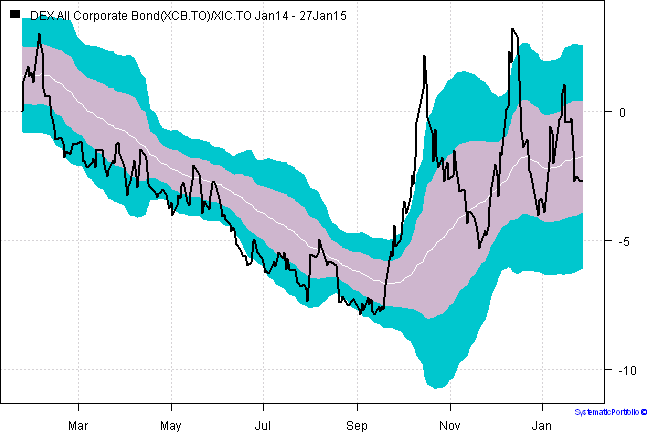 DEX All Corporate Bond(XCB.TO)/XIC.TO Jan14 - 27Jan15
0
-5
-10
Mar May Jul Sep Nov Jan
SystematicPortfolio ©